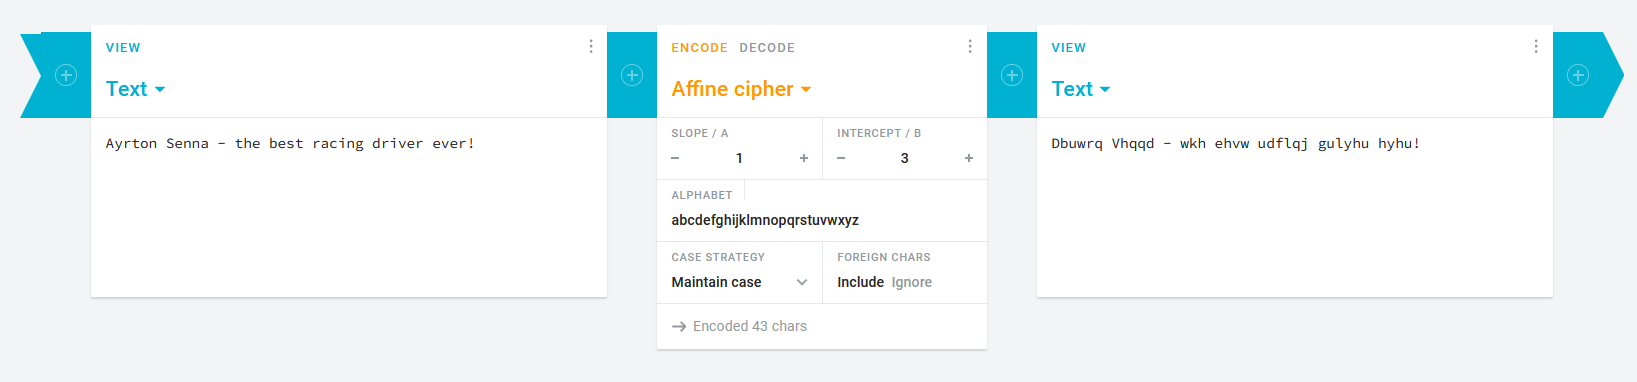 VIEW
Text
Ayrton Senna - the best racing driver ever!
ENCODE DECODE
Affine cipher
SLOPE / A
1
INTERCEPT / B
3
ALPHABET
abcdefghijklmnopqrstuvwxyz
CASE STRATEGY
Maintain case
FOREIGN CHARS
Include Ignore
→ Encoded 43 chars
VIEW
Text
Dbuwrq Vhqqd - wkh ehvw udflqj gulyhu hyhu!